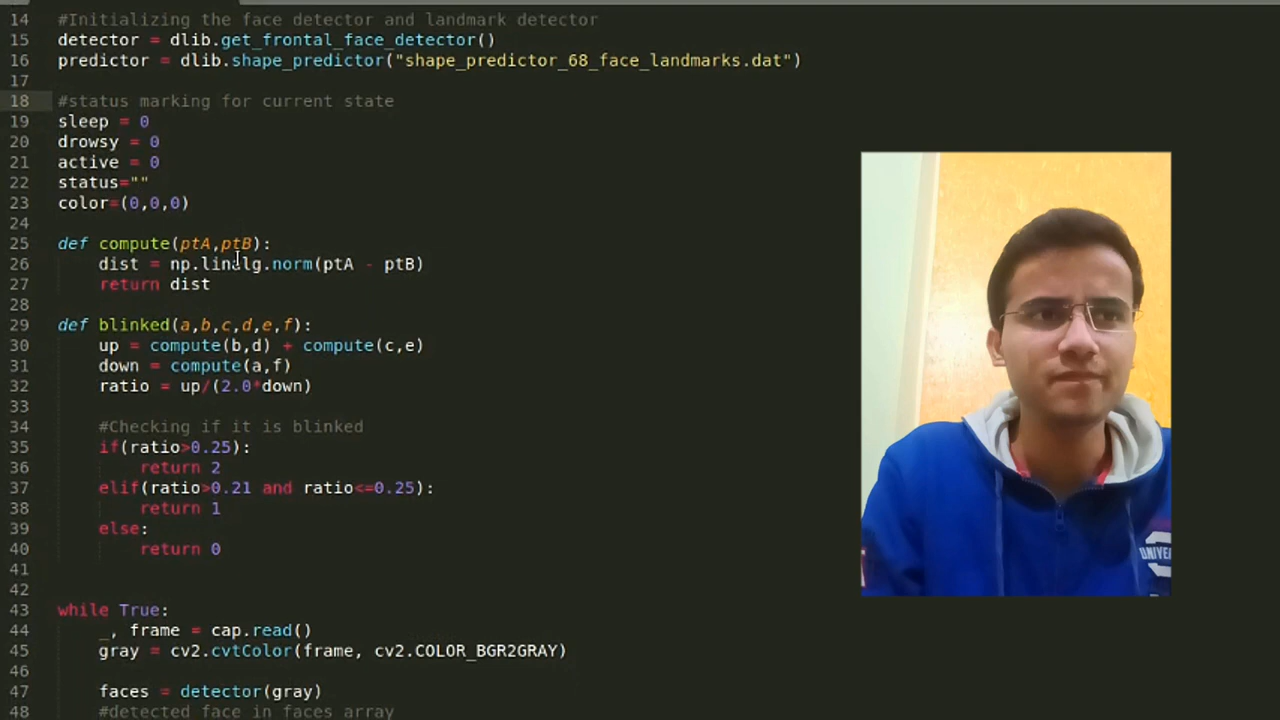 14 #Initializing the face detector and landmark detector
15 detector = dlib.get_frontal_face_detector()
16 predictor = dlib.shape_predictor("shape_predictor_68_face_landmarks.dat")
17
18 #status marking for current state
19 sleep = 0
20 drowsy = 0
21 active = 0
22 status=""
23 color=(0,0,0)
24
25 def compute(ptA,ptB):
26     dist = np.linalg.norm(ptA - ptB)
27     return dist
28
29 def blinked(a,b,c,d,e,f):
30     up = compute(b,d) + compute(c,e)
31     down = compute(a,f)
32     ratio = up/(2.0*down)
33
34     #Checking if it is blinked
35     if(ratio>0.25):
36         return 2
37     elif(ratio>0.21 and ratio<=0.25):
38         return 1
39     else:
40         return 0
41
42
43 while True:
44     _, frame = cap.read()
45     gray = cv2.cvtColor(frame, cv2.COLOR_BGR2GRAY)
46
47     faces = detector(gray)
48     #detected face in faces array